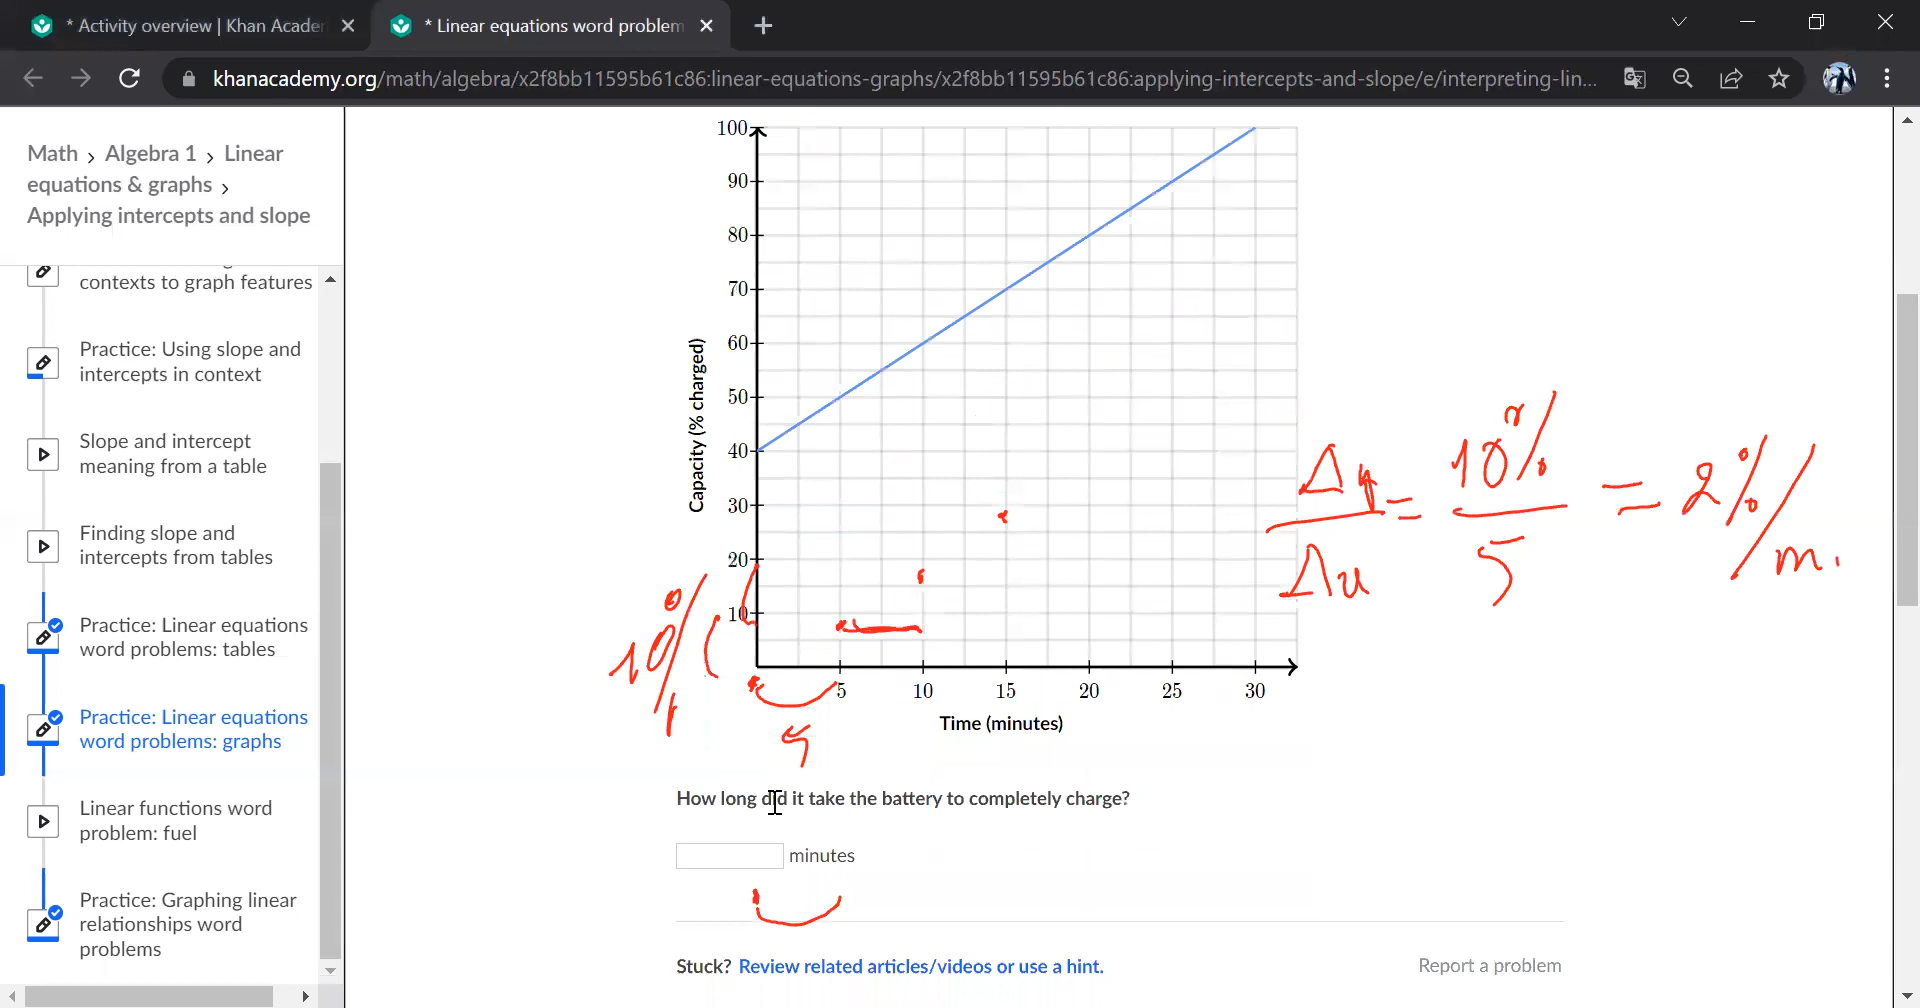 * Activity overview | Khan Acader
* Linear equations word problem
khanacademy.org/math/algebra/x2f8bb11595b61c86:linear-equations-graphs/x2f8bb11595b61c86:applying-intercepts-and-slope/e/interpreting-lin...
Math > Algebra 1 > Linear
equations & graphs >
Applying intercepts and slope
contexts to graph features
Practice: Using slope and
intercepts in context
Slope and intercept
meaning from a table
Finding slope and
intercepts from tables
Practice: Linear equations
word problems: tables
Practice: Linear equations
word problems: graphs
Linear functions word
problem: fuel
Practice: Graphing linear
relationships word
problems
100
90
80
70
60
50
40
30
20
10
Capacity (% charged)
5 10 15 20 25 30
Time (minutes)
10%
5
Δy/Δx = 10%/5 = 2%/m.
How long did it take the battery to completely charge?
minutes
Stuck? Review related articles/videos or use a hint.
Report a problem